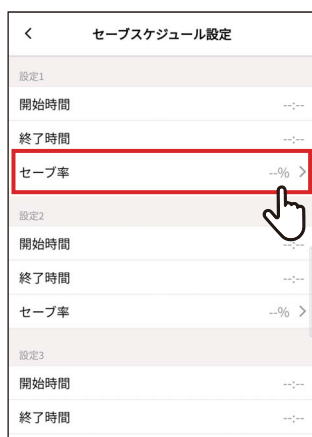 セーブスケジュール設定
設定1
開始時間 --:--
終了時間 --:--
セーブ率 --%
設定2
開始時間 --:--
終了時間 --:--
セーブ率 --%
設定3
開始時間 --:--
終了時間 --:--